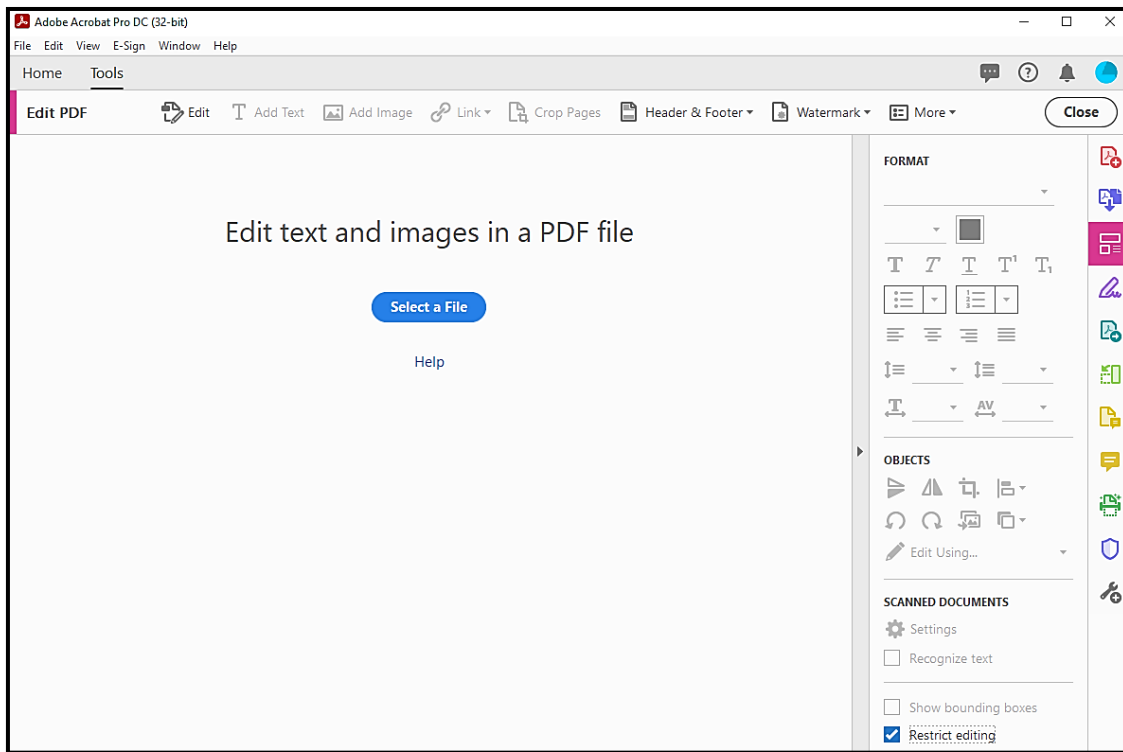 Adobe Acrobat Pro DC (32-bit)
File Edit View E-Sign Window Help
Home Tools
Edit PDF Edit Add Text Add Image Link Crop Pages Header & Footer Watermark More Close
FORMAT
Edit text and images in a PDF file
Select a File
Help
OBJECTS
Edit Using...
SCANNED DOCUMENTS
Settings
Recognize text
Show bounding boxes
Restrict editing